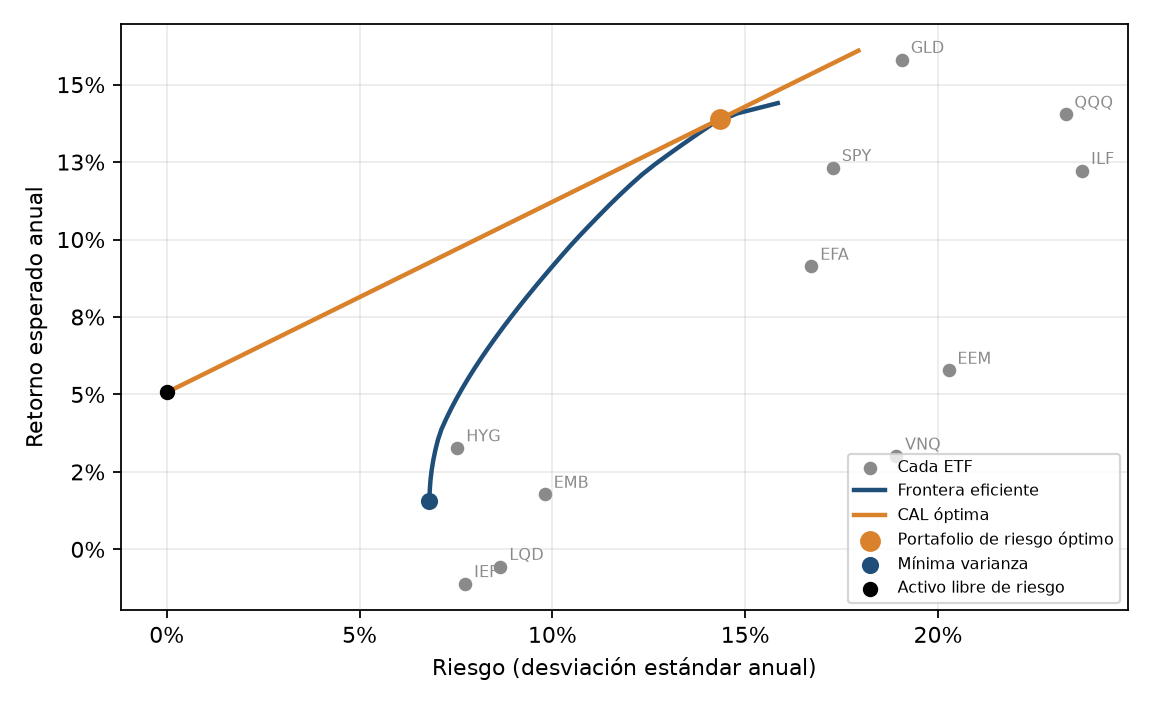 GLD
15%
QQQ
13%
SPY
ILF
10%
EFA
8%
EEM
5%
HYG
VNQ
2%
EMB
0%
LQD
IEF
Retorno esperado anual
Cada ETF
Frontera eficiente
CAL óptima
Portafolio de riesgo óptimo
Mínima varianza
Activo libre de riesgo
0%
5%
10%
15%
20%
Riesgo (desviación estándar anual)